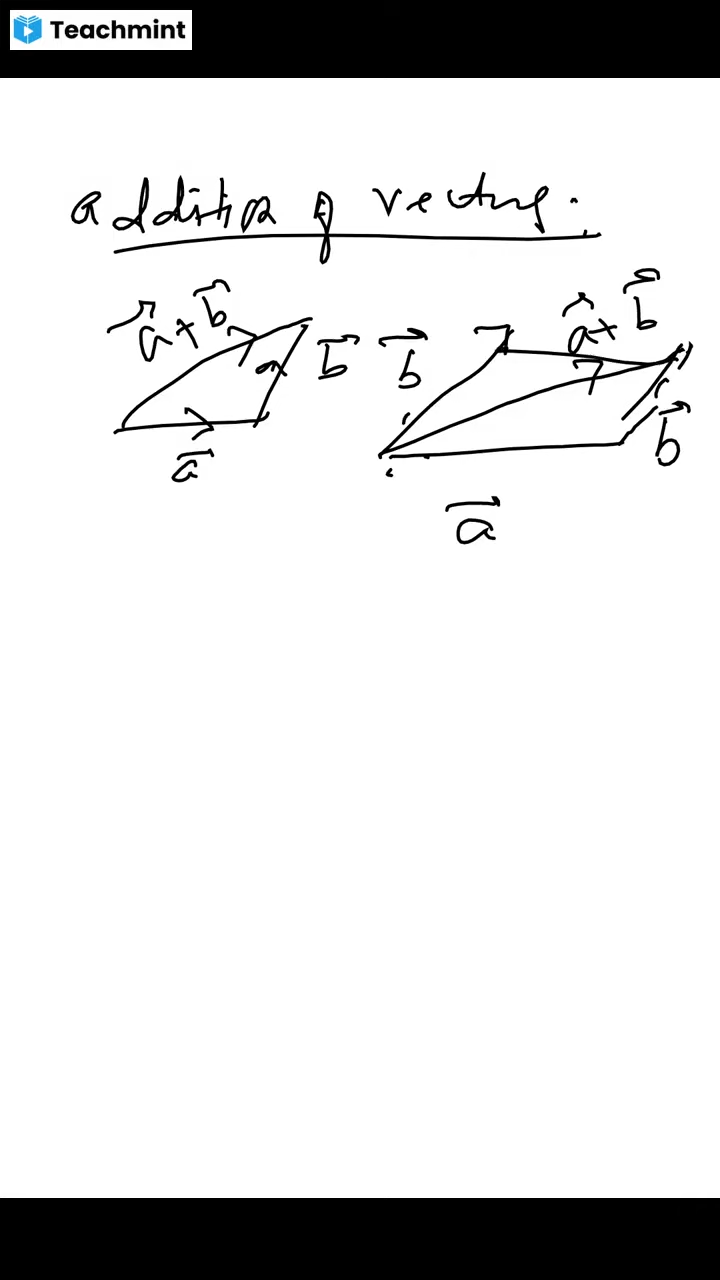 Teachmint
addition of vectors:
a⃗ + b⃗
b⃗
a⃗
b⃗
a⃗ + b⃗
b⃗
a⃗